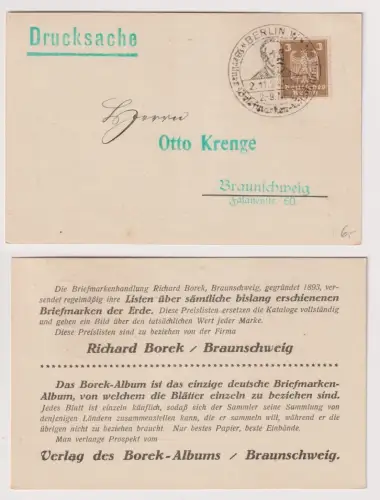 Drucksache
BERLIN W
3 3
Herrn
Otto Krenge
Braunschweig
6.-
Die Briefmarkenhandlung Richard Borek, Braunschweig, gegründet 1893, ver-
sendet regelmäßig ihre Listen über sämtliche bislang erschienenen
Briefmarken der Erde. Diese Preislisten ersetzen die Kataloge vollständig
und geben ein Bild über den tatsächlichen Wert jeder Marke.
Diese Preislisten sind zu beziehen von der Firma
Richard Borek / Braunschweig
Das Borek-Album ist das einzige deutsche Briefmarken-
Album, von welchem die Blätter einzeln zu beziehen sind.
Jedes Blatt ist einzeln käuflich, sodaß sich der Sammler seine Sammlung von
denjenigen Ländern zusammenstellen kann, die er sammeln will, während er die
übrigen nicht zu bezahlen braucht. Nur bestes Papier, beste Einbände.
Man verlange Prospekt vom
Verlag des Borek-Albums / Braunschweig.